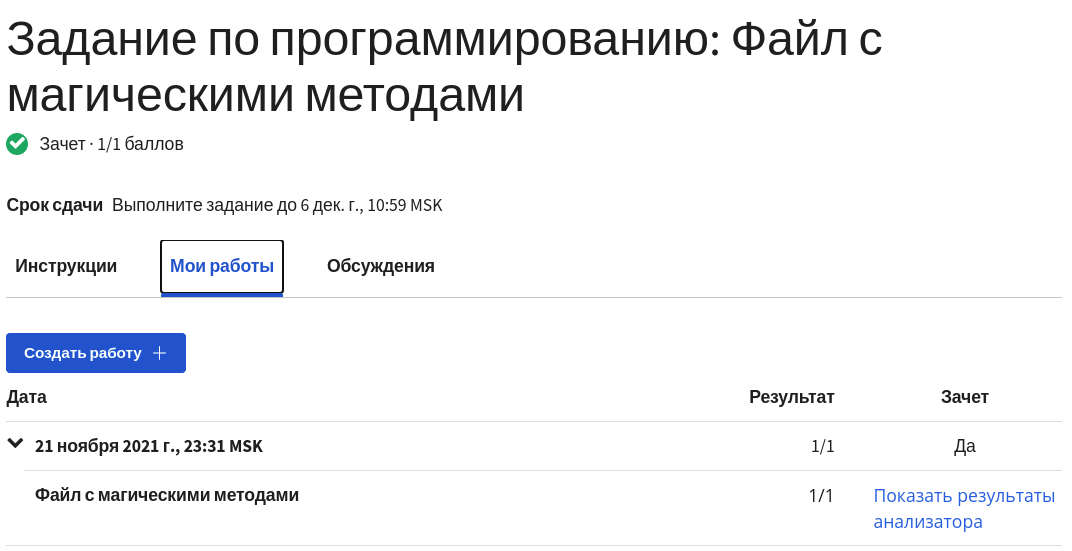 Задание по программированию: Файл с
магическими методами
Зачет · 1/1 баллов
Срок сдачи Выполните задание до 6 дек. г., 10:59 MSK
Инструкции Мои работы Обсуждения
Создать работу +
Дата Результат Зачет
21 ноября 2021 г., 23:31 MSK 1/1 Да
Файл с магическими методами 1/1 Показать результаты
анализатора